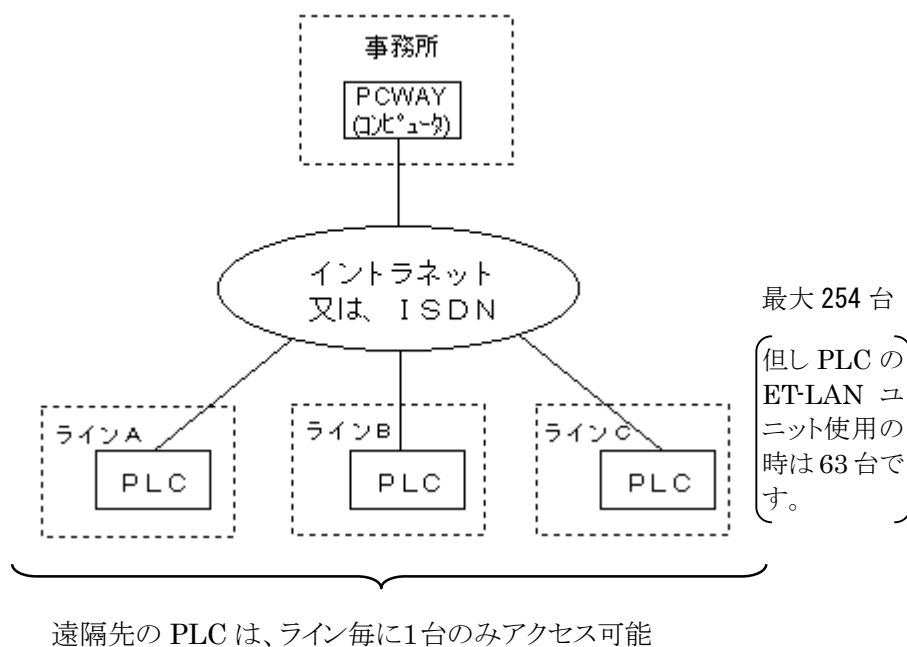 事務所
PCWAY
(ｺﾝﾋﾟｭｰﾀ)
イントラネット
又は、ＩＳＤＮ
最大 254 台
但し PLC の
ET-LAN ユ
ニット使用の
時は 63 台で
す。
ラインＡ
ＰＬＣ
ラインＢ
ＰＬＣ
ラインＣ
ＰＬＣ
遠隔先の PLC は、ライン毎に１台のみアクセス可能